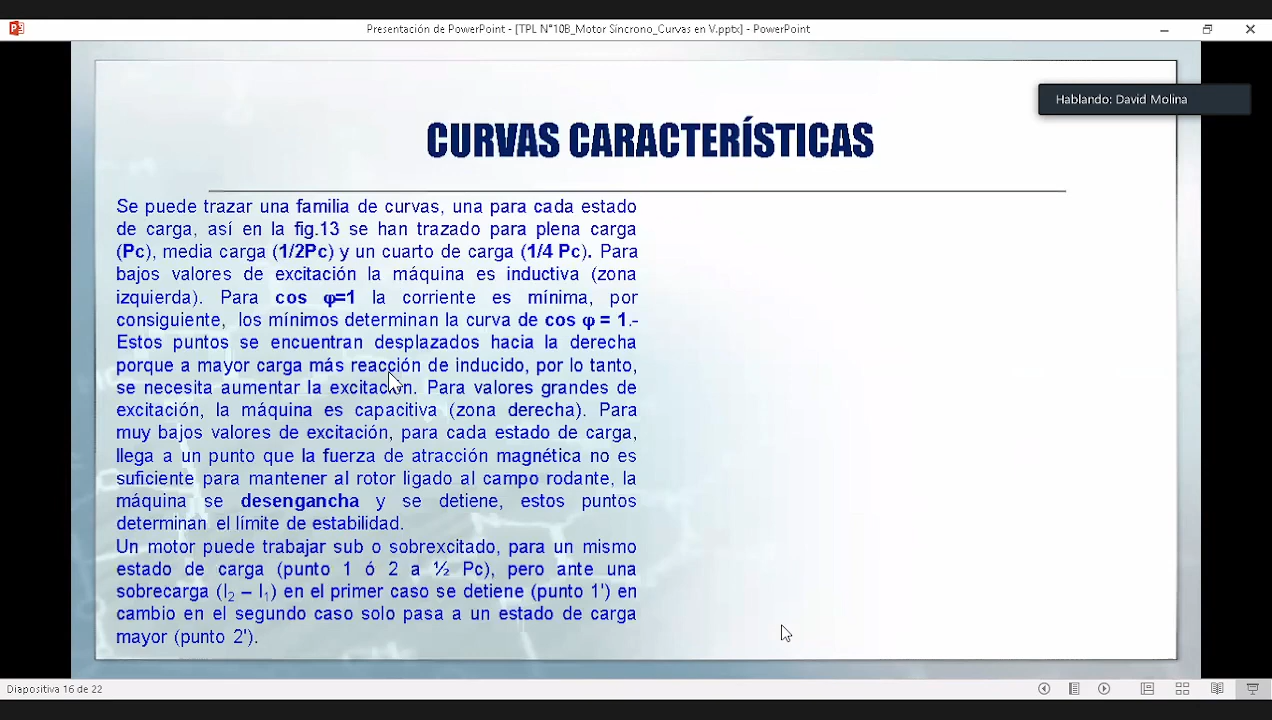 Presentación de PowerPoint - [TPL N°10B_Motor Síncrono_Curvas en V.pptx] - PowerPoint
Hablando: David Molina
CURVAS CARACTERÍSTICAS
Se puede trazar una familia de curvas, una para cada estado
de carga, así en la fig.13 se han trazado para plena carga
(Pc), media carga (1/2Pc) y un cuarto de carga (1/4 Pc). Para
bajos valores de excitación la máquina es inductiva (zona
izquierda). Para cos φ=1 la corriente es mínima, por
consiguiente, los mínimos determinan la curva de cos φ = 1.-
Estos puntos se encuentran desplazados hacia la derecha
porque a mayor carga más reacción de inducido, por lo tanto,
se necesita aumentar la excitación. Para valores grandes de
excitación, la máquina es capacitiva (zona derecha). Para
muy bajos valores de excitación, para cada estado de carga,
llega a un punto que la fuerza de atracción magnética no es
suficiente para mantener al rotor ligado al campo rodante, la
máquina se desengancha y se detiene, estos puntos
determinan el límite de estabilidad.
Un motor puede trabajar sub o sobrexcitado, para un mismo
estado de carga (punto 1 ó 2 a ½ Pc), pero ante una
sobrecarga (I₂ – I₁) en el primer caso se detiene (punto 1') en
cambio en el segundo caso solo pasa a un estado de carga
mayor (punto 2').
Diapositiva 16 de 22